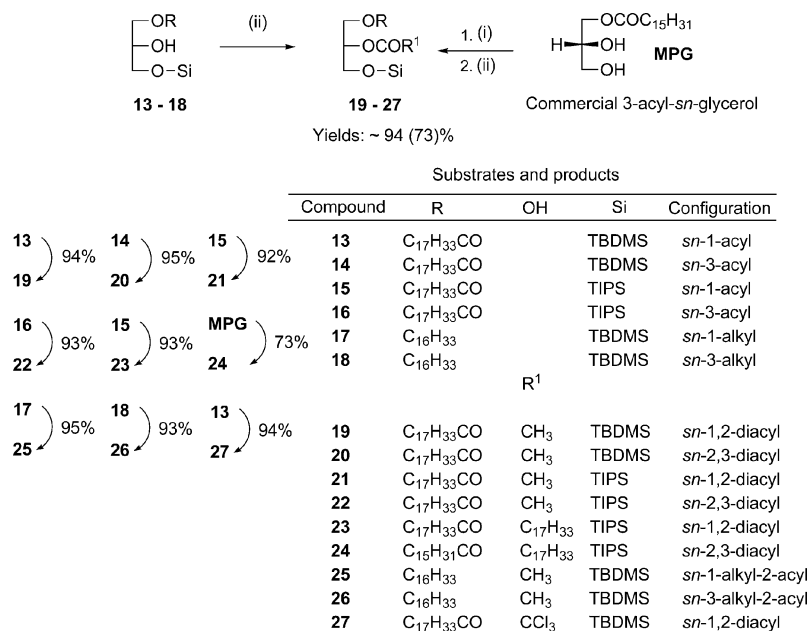 OR
OH
O Si
13 - 18
(ii)
OR
OCOR¹
O Si
19 - 27
Yields: ~ 94 (73)%
1. (i)
2. (ii)
OCOC₁₅H₃₁
H
OH
OH
MPG
Commercial 3-acyl-sn-glycerol
13 94% 19
14 95% 20
15 92% 21
16 93% 22
15 93% 23
MPG 73% 24
17 95% 25
18 93% 26
13 94% 27
Substrates and products
Compound R OH Si Configuration
13 C₁₇H₃₃CO TBDMS sn-1-acyl
14 C₁₇H₃₃CO TBDMS sn-3-acyl
15 C₁₇H₃₃CO TIPS sn-1-acyl
16 C₁₇H₃₃CO TIPS sn-3-acyl
17 C₁₆H₃₃ TBDMS sn-1-alkyl
18 C₁₆H₃₃ TBDMS sn-3-alkyl
R¹
19 C₁₇H₃₃CO CH₃ TBDMS sn-1,2-diacyl
20 C₁₇H₃₃CO CH₃ TBDMS sn-2,3-diacyl
21 C₁₇H₃₃CO CH₃ TIPS sn-1,2-diacyl
22 C₁₇H₃₃CO CH₃ TIPS sn-2,3-diacyl
23 C₁₇H₃₃CO C₁₇H₃₃ TIPS sn-1,2-diacyl
24 C₁₅H₃₁CO C₁₇H₃₃ TIPS sn-2,3-diacyl
25 C₁₆H₃₃ CH₃ TBDMS sn-1-alkyl-2-acyl
26 C₁₆H₃₃ CH₃ TBDMS sn-3-alkyl-2-acyl
27 C₁₇H₃₃CO CCl₃ TBDMS sn-1,2-diacyl